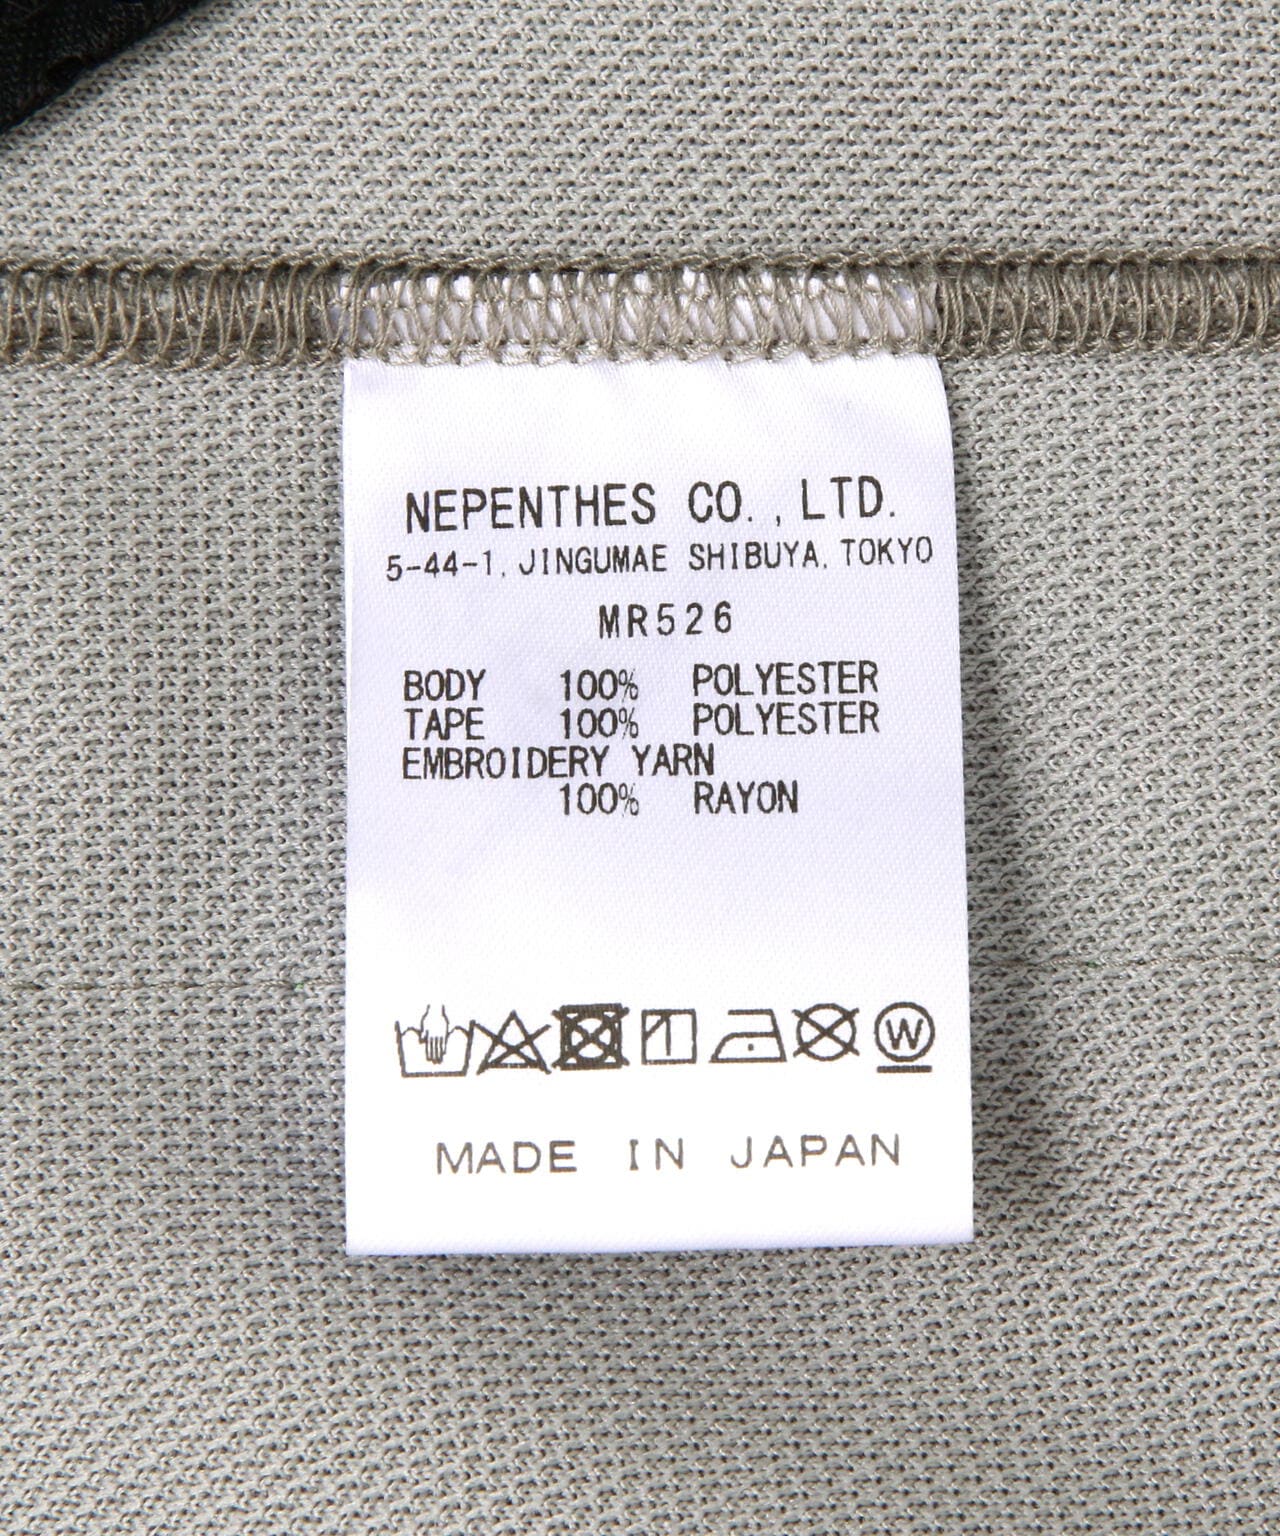 NEPENTHES CO., LTD.
5-44-1, JINGUMAE SHIBUYA, TOKYO
MR526
BODY 100% POLYESTER
TAPE 100% POLYESTER
EMBROIDERY YARN
100% RAYON
W
MADE IN JAPAN